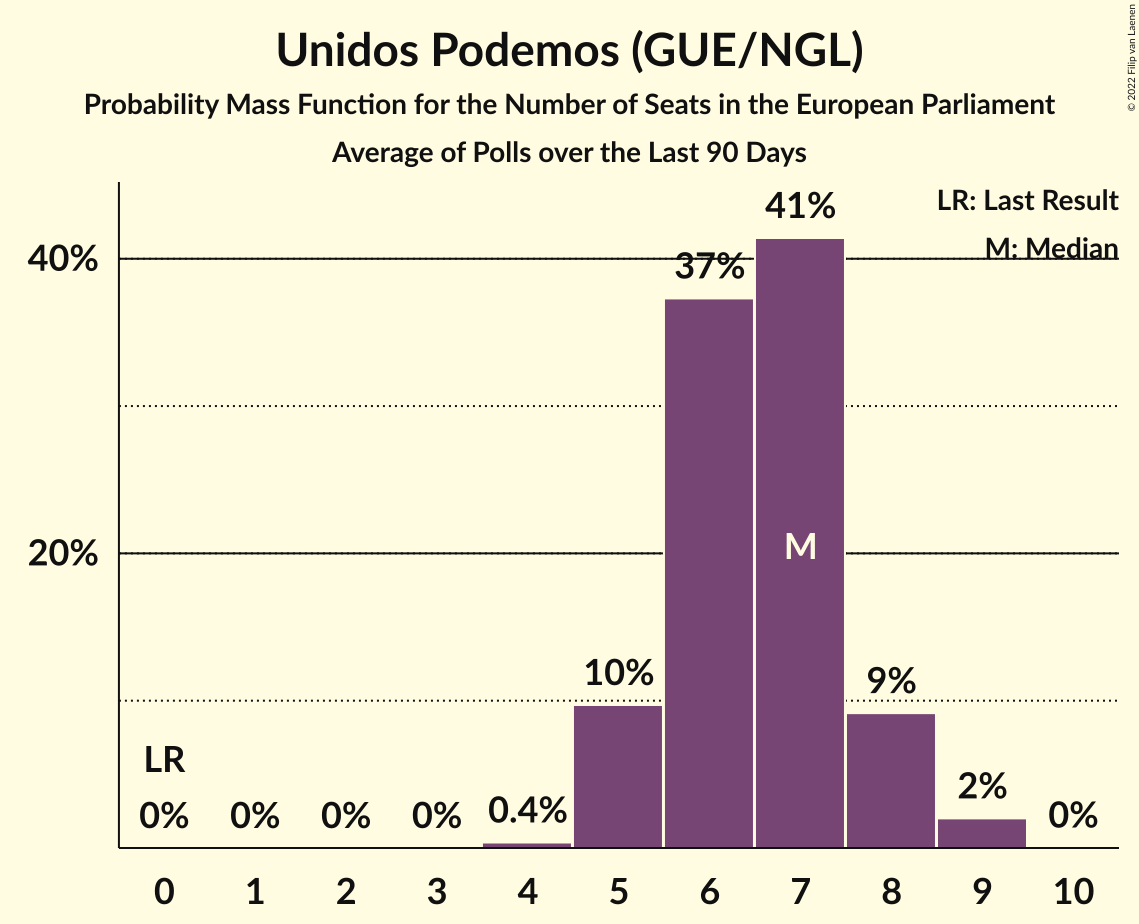 Unidos Podemos (GUE/NGL)
Probability Mass Function for the Number of Seats in the European Parliament
Average of Polls over the Last 90 Days
© 2022 Filip van Laenen
LR: Last Result
M: Median
40%
20%
LR
0%
0%
0%
0%
0.4%
10%
37%
41%
M
9%
2%
0%
0 1 2 3 4 5 6 7 8 9 10